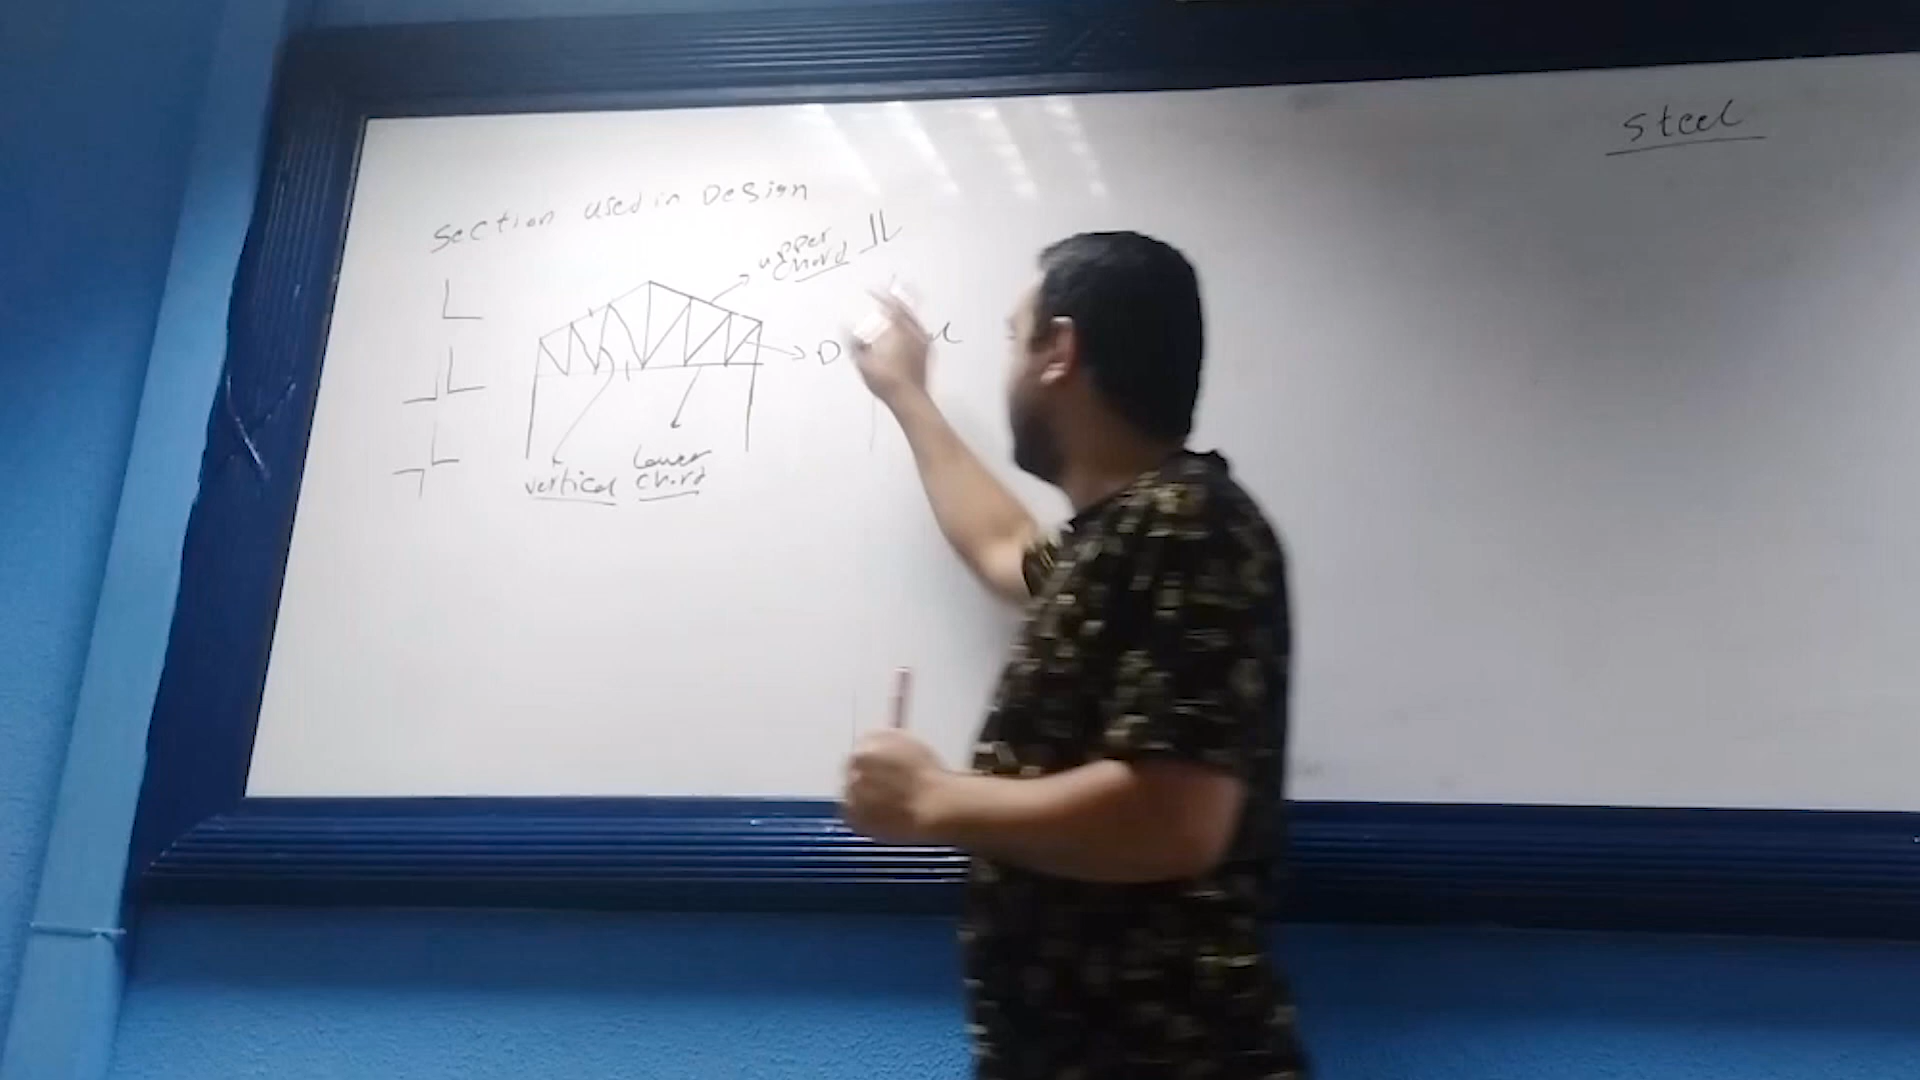 Steel
Section used in Design
upper
chord
vertical
Lower
chord